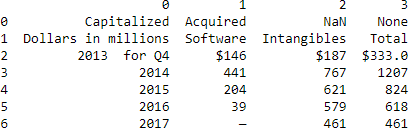 0 1 2 3
0 Capitalized Acquired NaN None
1 Dollars in millions Software Intangibles Total
2 2013 for Q4 $146 $187 $333.0
3 2014 441 767 1207
4 2015 204 621 824
5 2016 39 579 618
6 2017 — 461 461